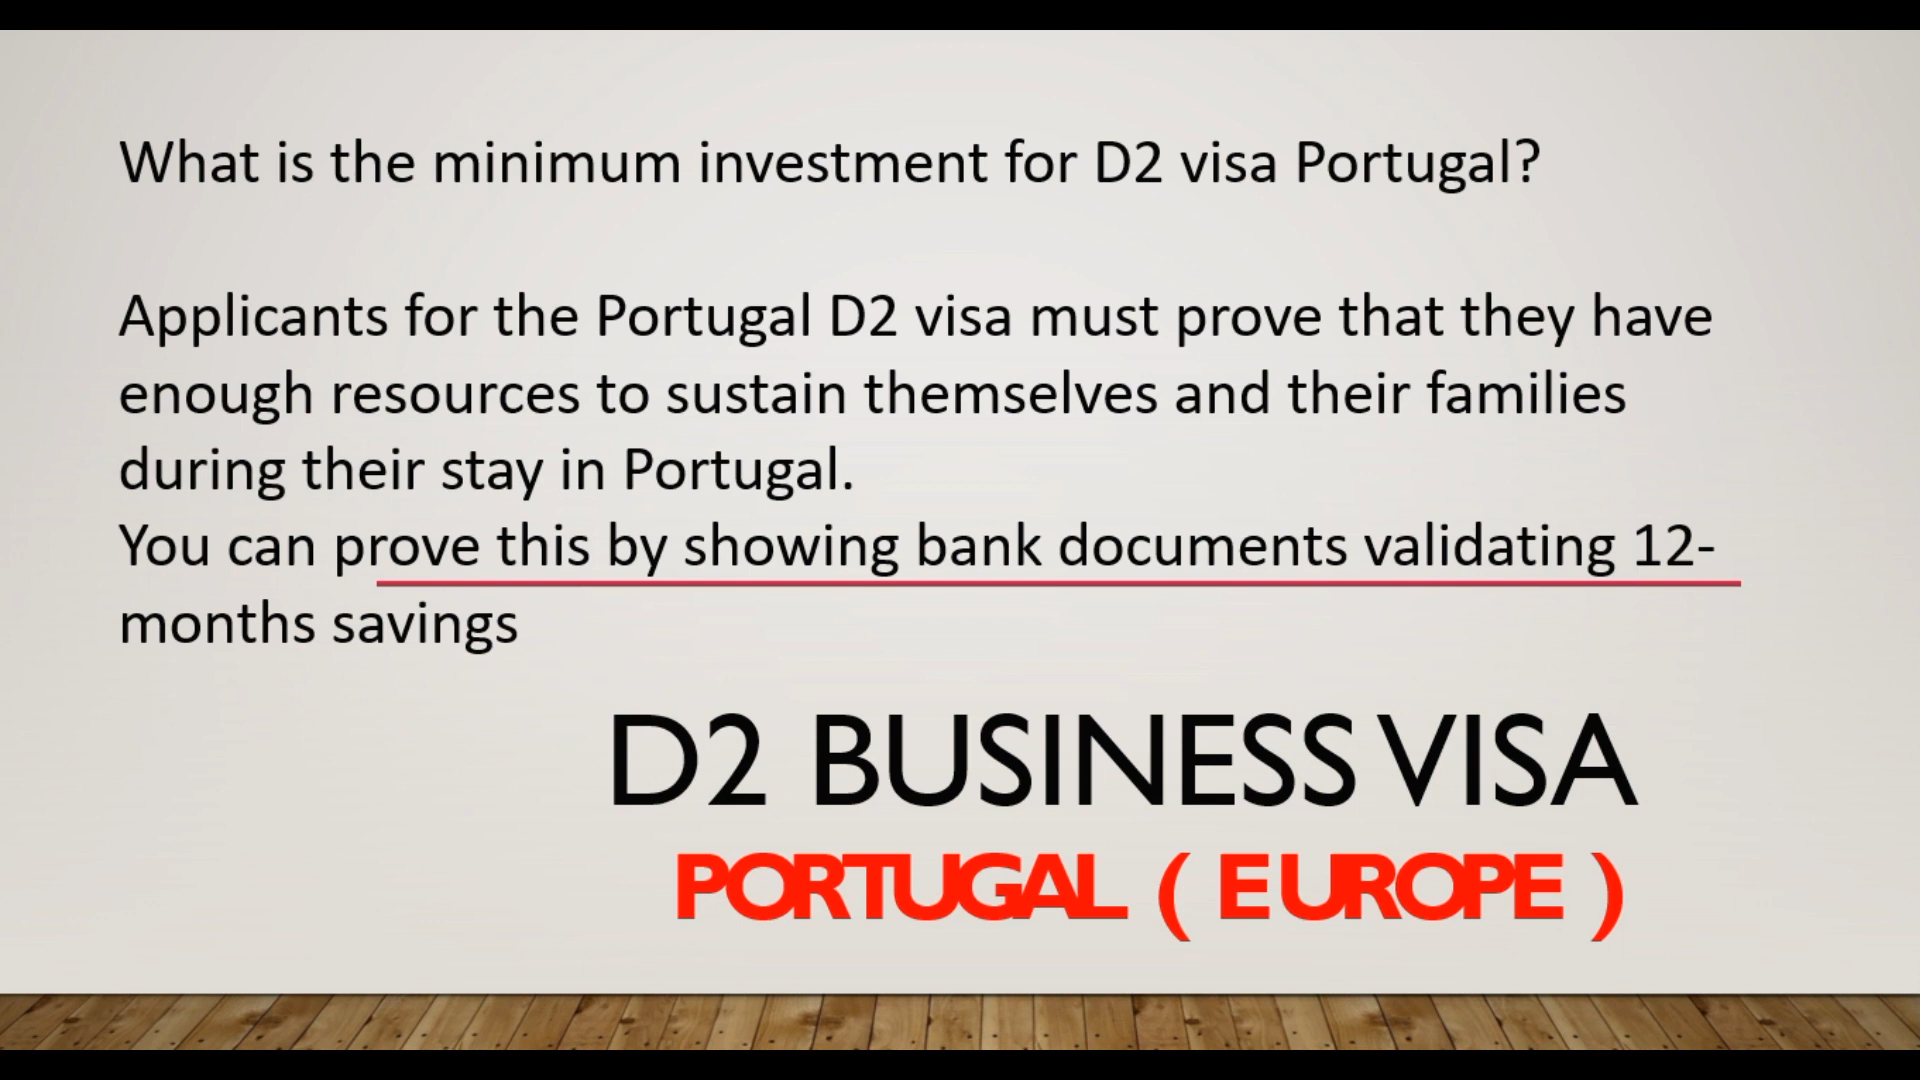 What is the minimum investment for D2 visa Portugal?
Applicants for the Portugal D2 visa must prove that they have
enough resources to sustain themselves and their families
during their stay in Portugal.
You can prove this by showing bank documents validating 12-
months savings
D2 BUSINESS VISA
PORTUGAL ( EUROPE )